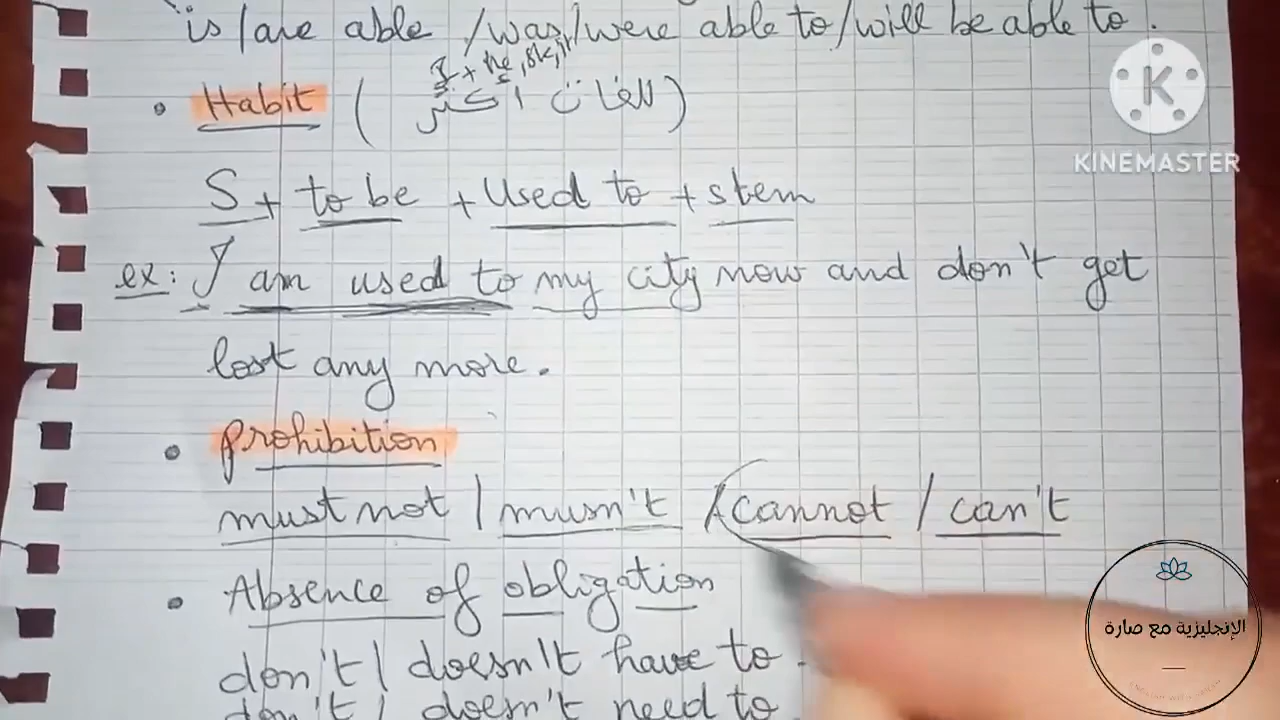 is/are able /was/were able to/will be able to.
I + he, she, it
• Habit ( للغات أكثر )
S + to be + used to + stem
ex: I am used to my city now and don't get
lost any more.
• prohibition
must not / musn't / (cannot / can't
• Absence of obligation
don't / doesn't have to.
don't / doesn't need to
K
KINEMASTER
الإنجليزية مع صارة